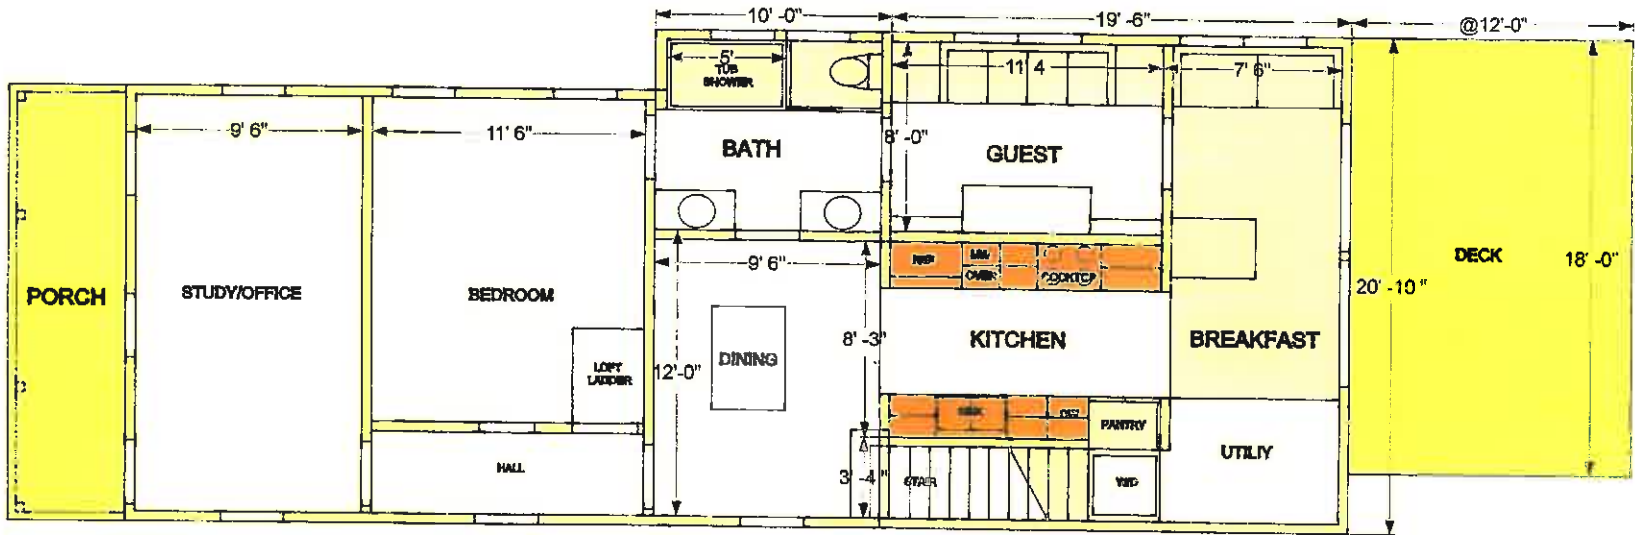 10' -0"
19' -6"
@12'-0"
5'
TUB
SHOWER
11' 4
7' 6"
9' 6"
11' 6"
8' -0"
BATH
GUEST
REF
MW
OVEN
COOKTOP
9' 6"
DECK
18' -0"
20' -10"
PORCH
STUDY/OFFICE
BEDROOM
KITCHEN
BREAKFAST
8' -3"
DINING
LOFT
LADDER
12'-0"
SINK
DW
PANTRY
UTILIY
HALL
3' -4"
STAIR
W/D